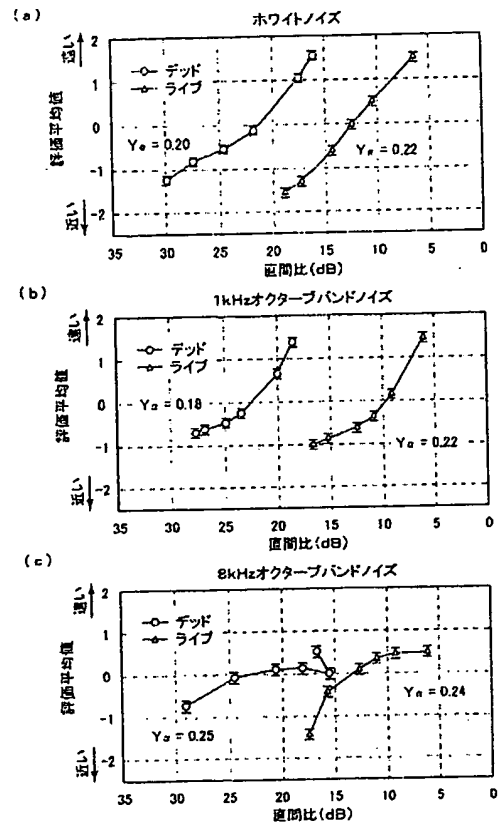 (a)
ホワイトノイズ
遠い
2
デッド
ライブ
1
評価平均値
0
-1
-2
近い
35 30 25 20 15 10 5 0
直間比(dB)
(b)
1kHzオクターブバンドノイズ
遠い
2
デッド
ライブ
1
評価平均値
0
-1
-2
近い
35 30 25 20 15 10 5 0
直間比(dB)
(c)
8kHzオクターブバンドノイズ
遠い
2
デッド
ライブ
1
評価平均値
0
-1
-2
近い
35 30 25 20 15 10 5 0
直間比(dB)
= 0.20
= 0.22
= 0.18
= 0.22
= 0.25
= 0.24